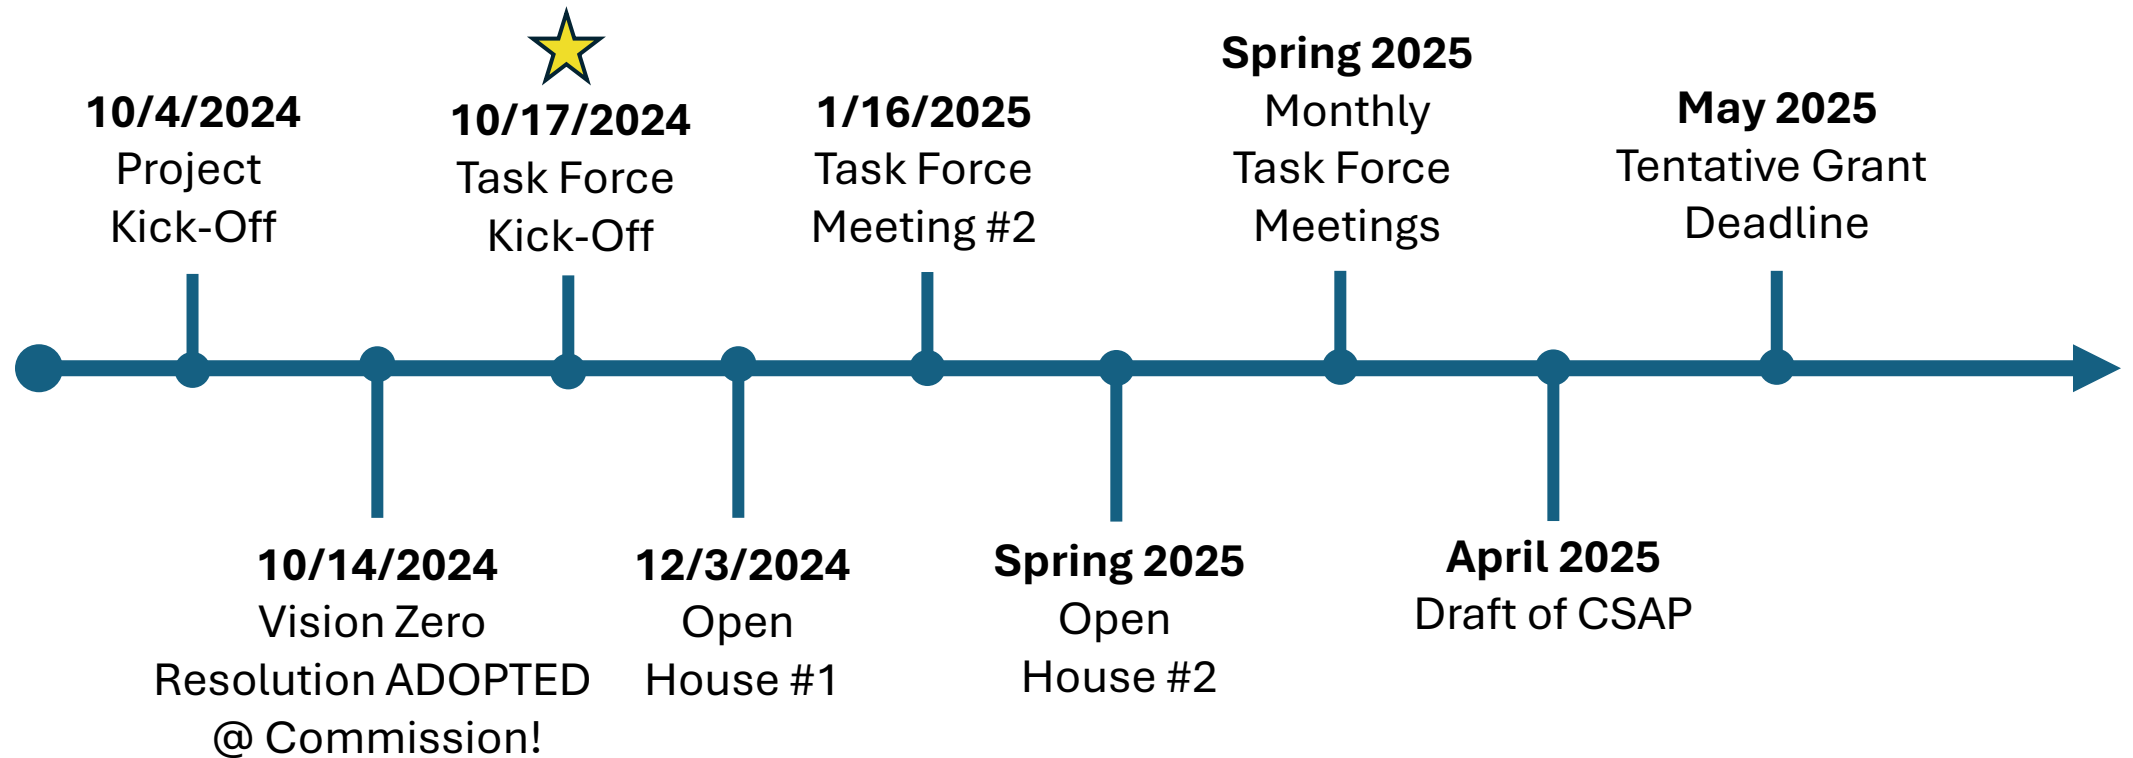 10/4/2024
Project
Kick-Off
10/14/2024
Vision Zero
Resolution ADOPTED
@ Commission!
10/17/2024
Task Force
Kick-Off
12/3/2024
Open
House #1
1/16/2025
Task Force
Meeting #2
Spring 2025
Open
House #2
Spring 2025
Monthly
Task Force
Meetings
April 2025
Draft of CSAP
May 2025
Tentative Grant
Deadline